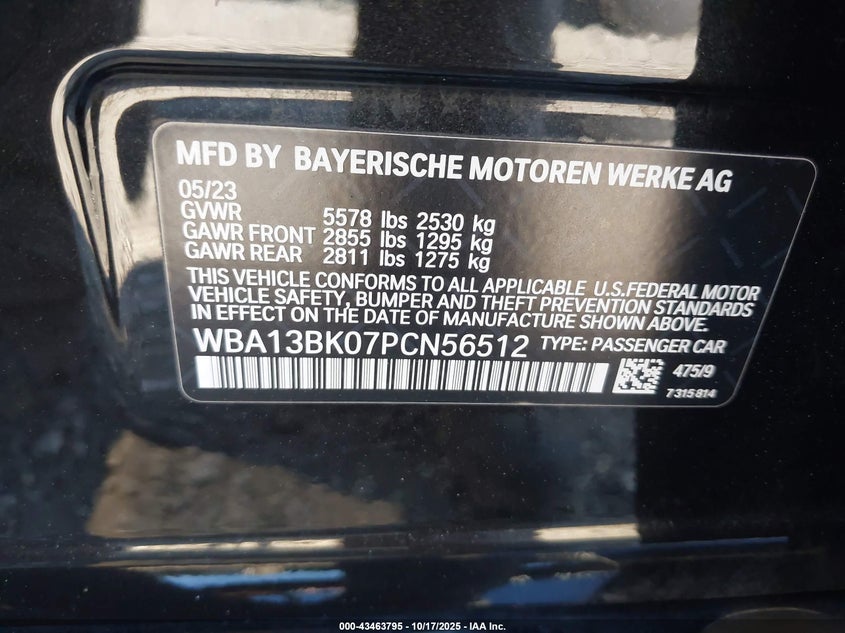 MFD BY BAYERISCHE MOTOREN WERKE AG
05/23
GVWR 5578 lbs 2530 kg
GAWR FRONT 2855 lbs 1295 kg
GAWR REAR 2811 lbs 1275 kg
THIS VEHICLE CONFORMS TO ALL APPLICABLE U.S.FEDERAL MOTOR
VEHICLE SAFETY, BUMPER AND THEFT PREVENTION STANDARDS
IN EFFECT ON THE DATE OF MANUFACTURE SHOWN ABOVE.
WBA13BK07PCN56512 TYPE: PASSENGER CAR
475/9
7315814
000-43463795 - 10/17/2025 - IAA Inc.